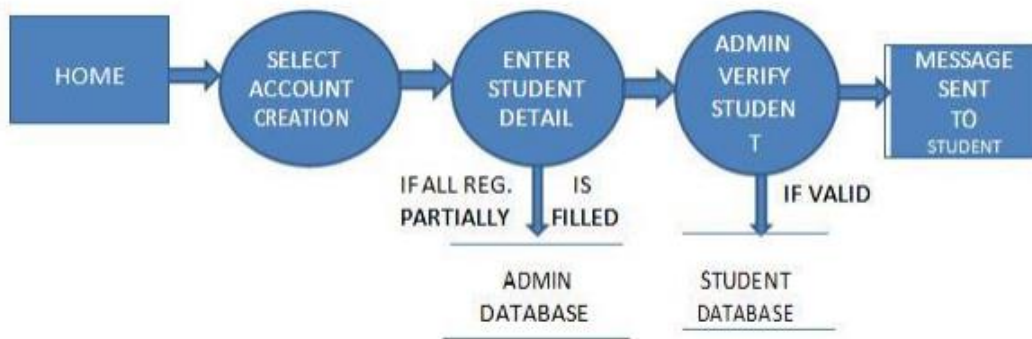 HOME
SELECT
ACCOUNT
CREATION
ENTER
STUDENT
DETAIL
ADMIN
VERIFY
STUDEN
T
MESSAGE
SENT
TO
STUDENT
IF ALL REG. IS
PARTIALLY FILLED
IF VALID
ADMIN
DATABASE
STUDENT
DATABASE